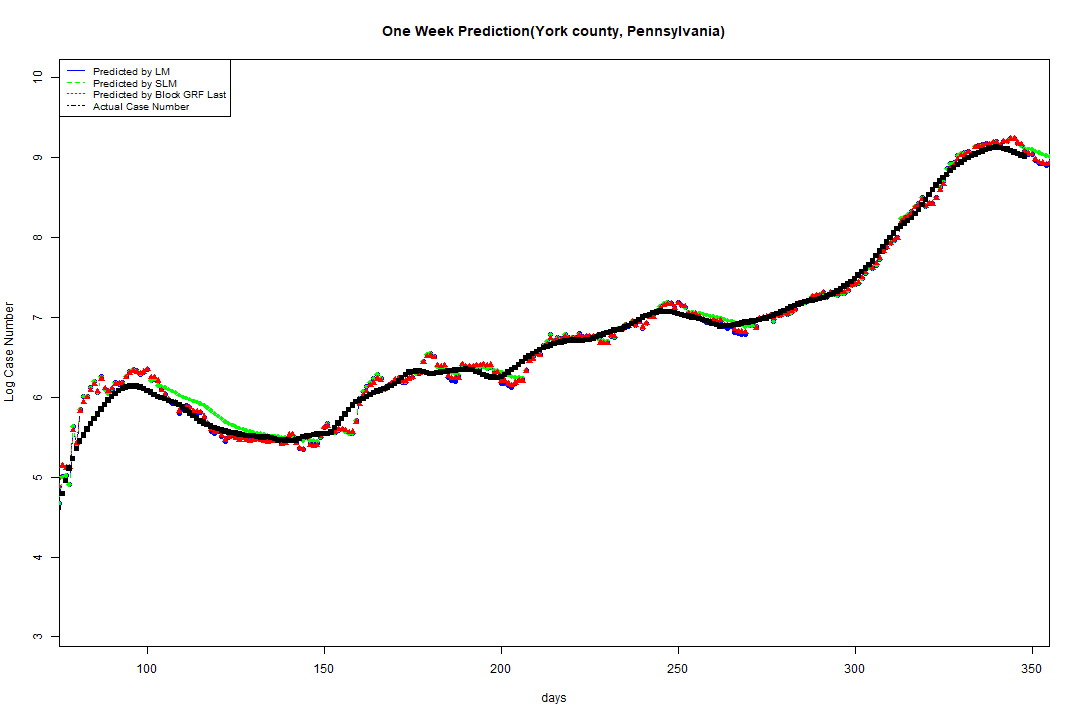 One Week Prediction(York county, Pennsylvania)
Predicted by LM
Predicted by SLM
Predicted by Block GRF Last
Actual Case Number
10
9
8
7
6
5
4
3
Log Case Number
100 150 200 250 300 350
days